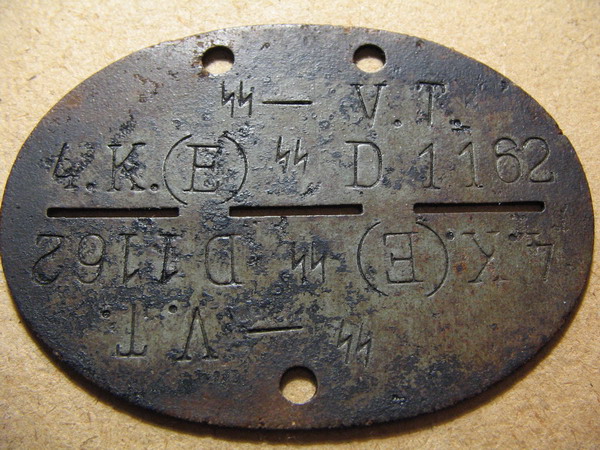 ᛋᛋ — V.T.
4.K.(E) ᛋᛋ D 1162
4.K.(E) ᛋᛋ D.1162
ᛋᛋ — V.T.